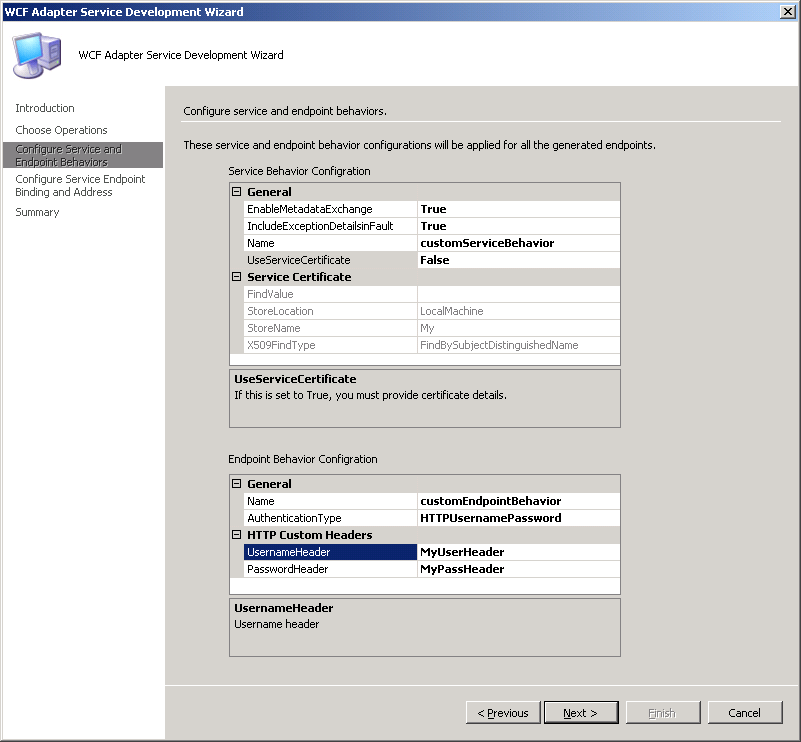 WCF Adapter Service Development Wizard
WCF Adapter Service Development Wizard
Introduction
Choose Operations
Configure Service and
Endpoint Behaviors
Configure Service Endpoint
Binding and Address
Summary
Configure service and endpoint behaviors.
These service and endpoint behavior configurations will be applied for all the generated endpoints.
Service Behavior Configration
General
EnableMetadataExchange True
IncludeExceptionDetailsinFault True
Name customServiceBehavior
UseServiceCertificate False
Service Certificate
FindValue
StoreLocation LocalMachine
StoreName My
X509FindType FindBySubjectDistinguishedName
UseServiceCertificate
If this is set to True, you must provide certificate details.
Endpoint Behavior Configration
General
Name customEndpointBehavior
AuthenticationType HTTPUsernamePassword
HTTP Custom Headers
UsernameHeader MyUserHeader
PasswordHeader MyPassHeader
UsernameHeader
Username header
< Previous Next > Finish Cancel